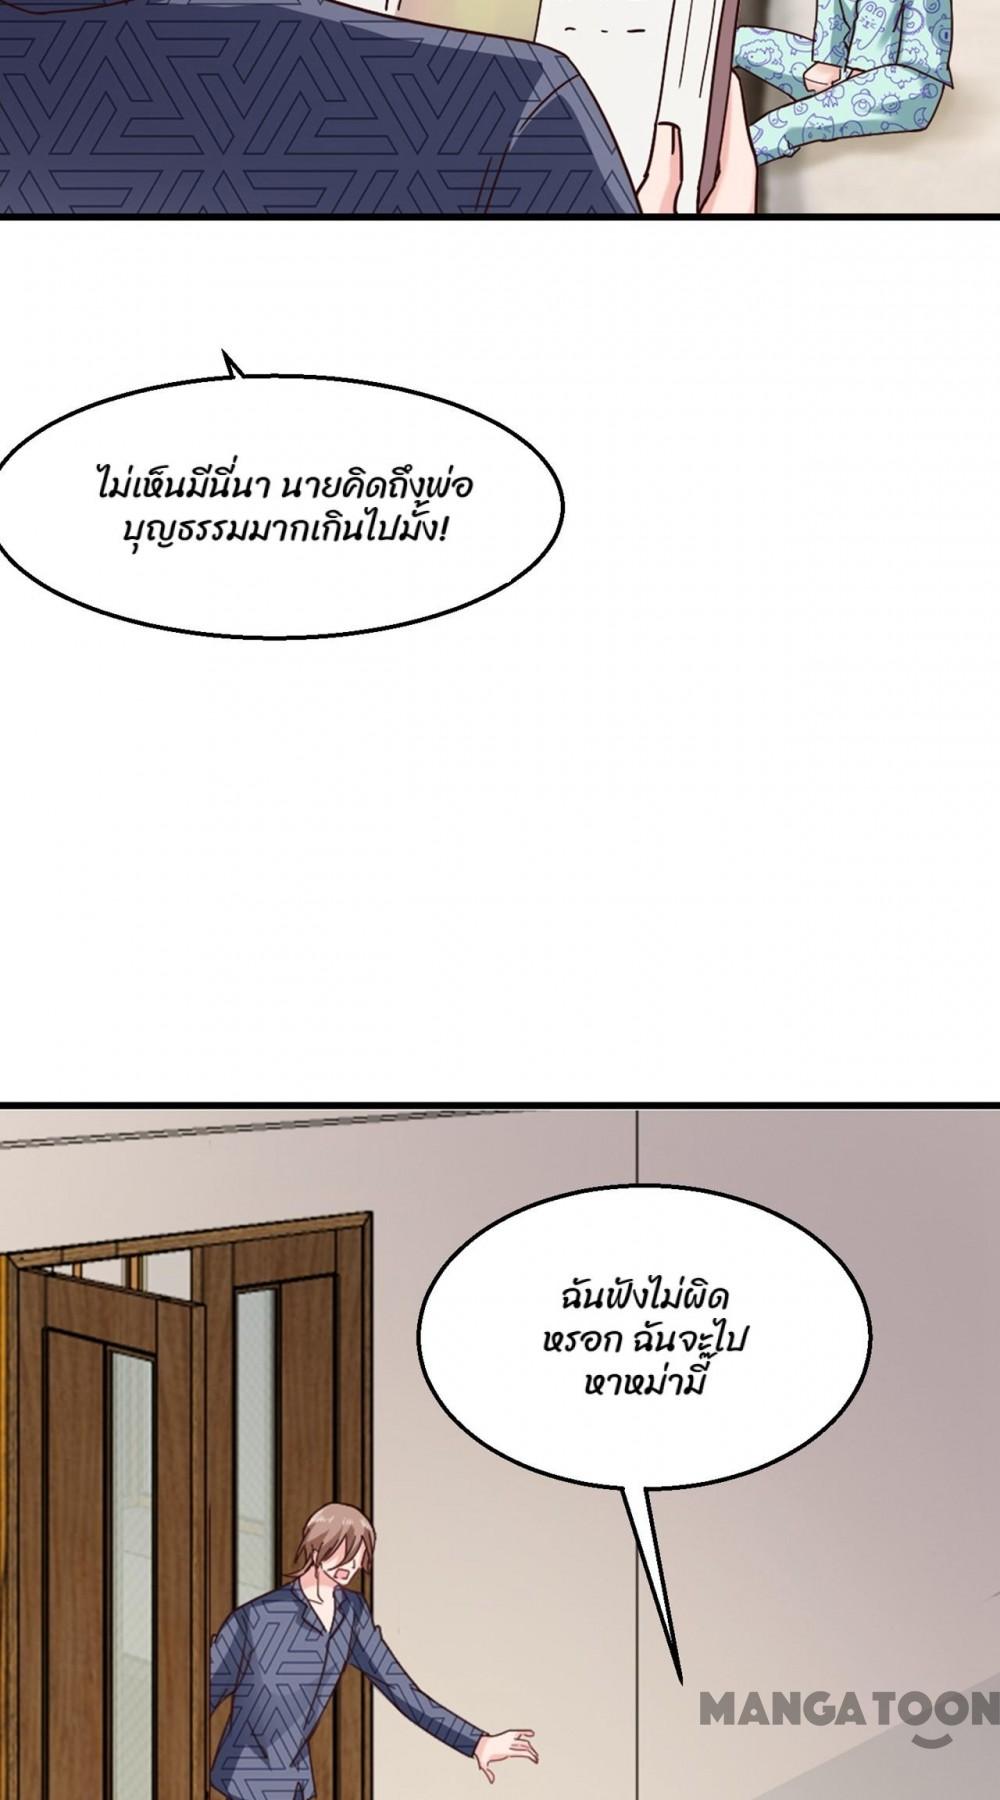 ไม่เห็นมีนี่นา นายคิดถึงพ่อ
บุญธรรมมากเกินไปมั้ง!
ฉันฟังไม่ผิด
หรอก ฉันจะไป
หาหม่ามี๊
MANGATOON